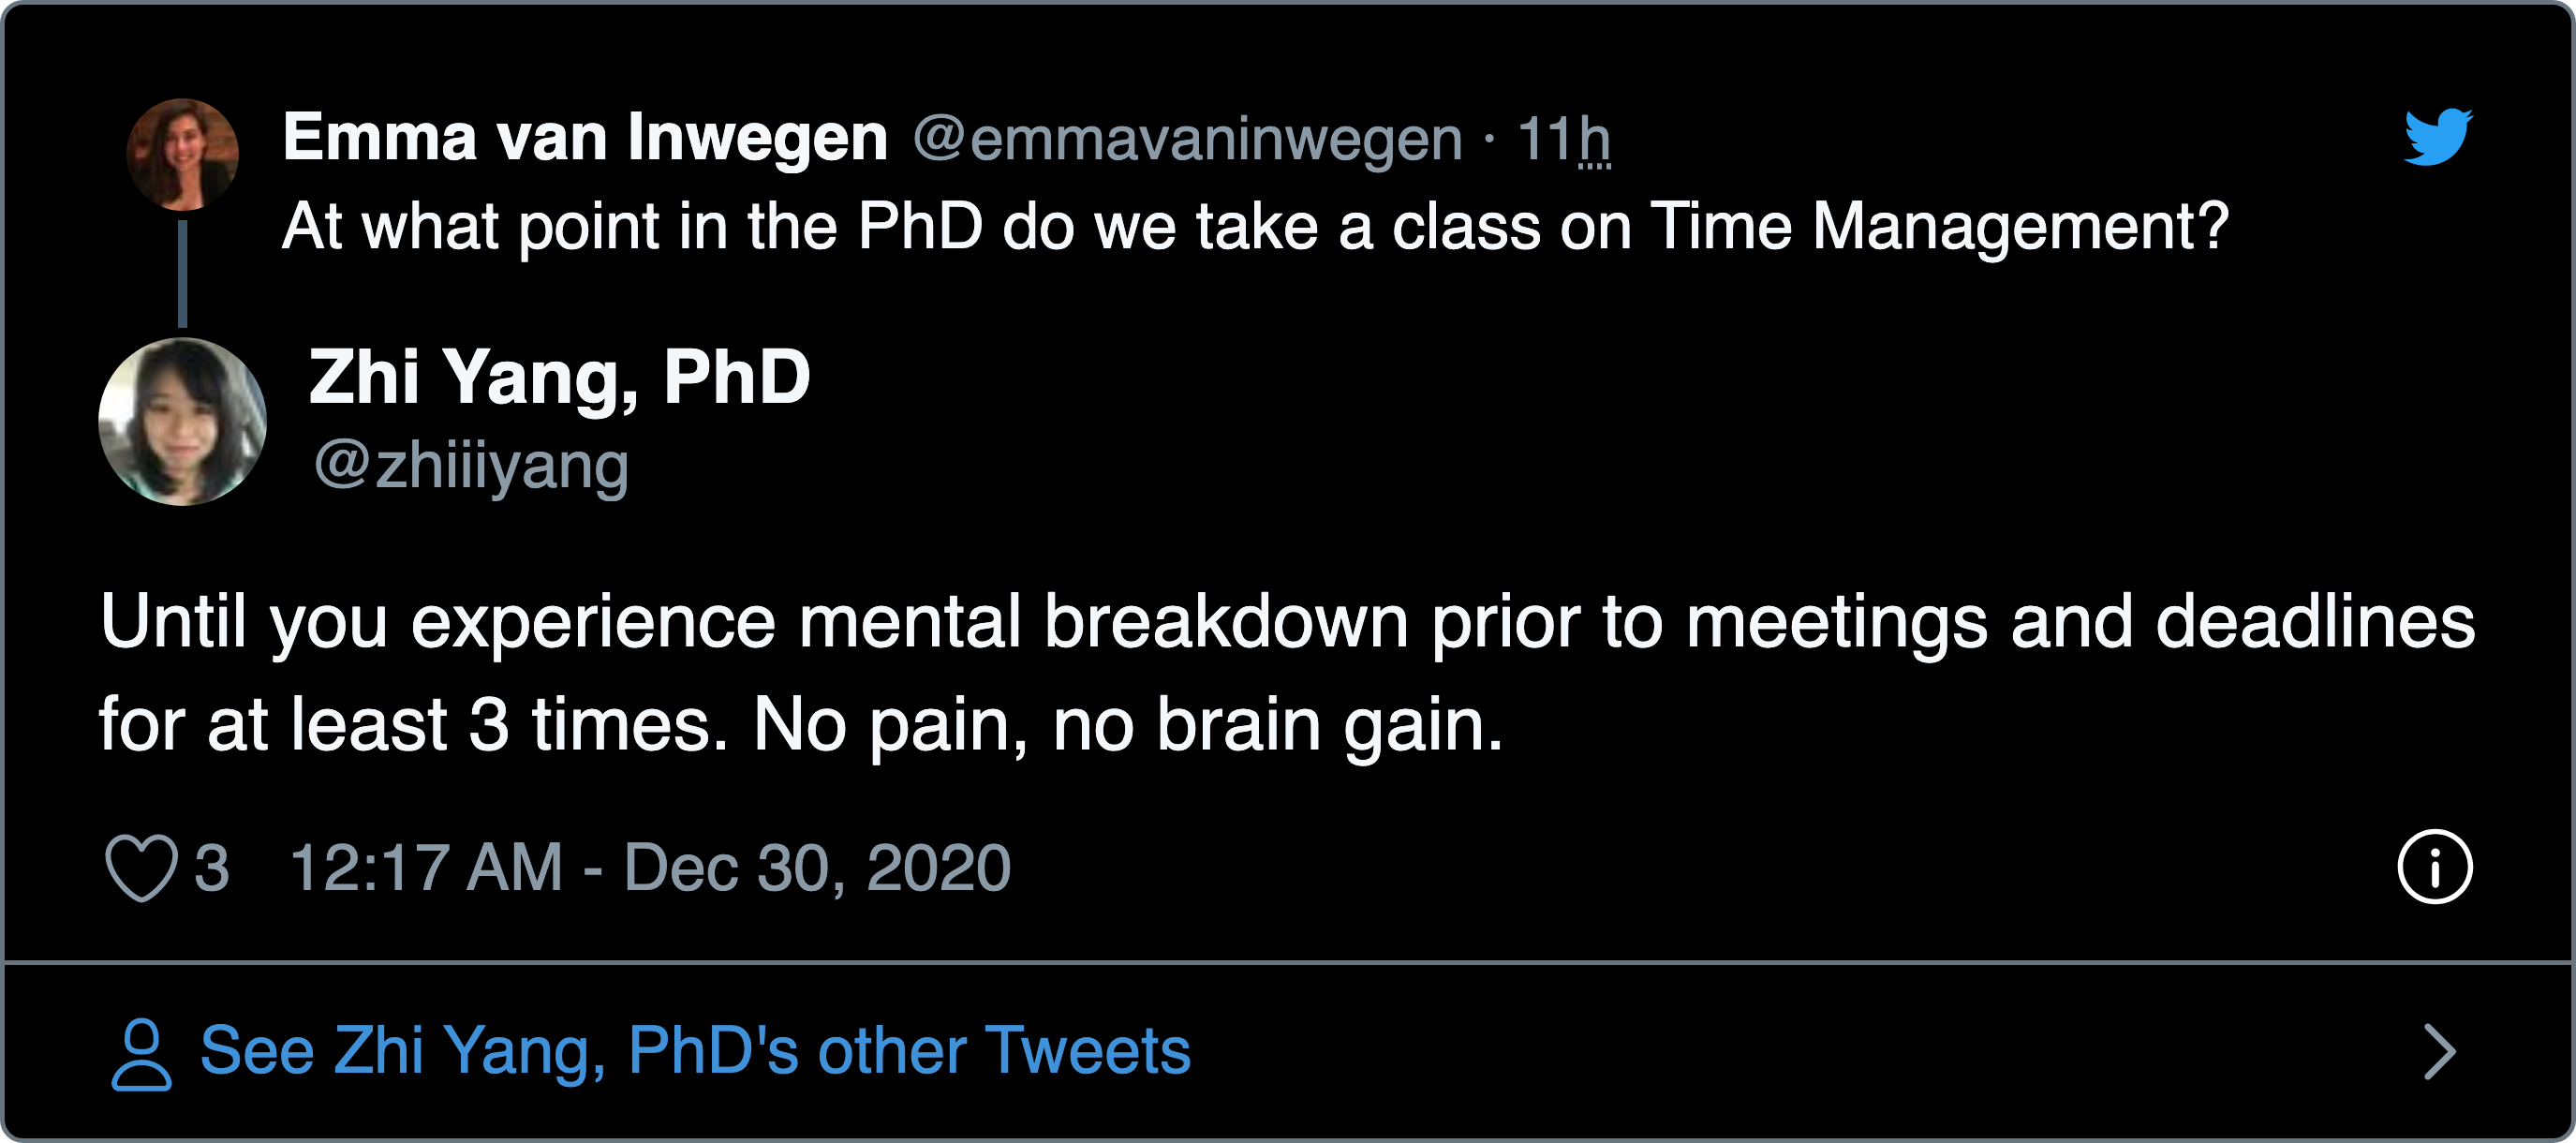 Emma van Inwegen @emmavaninwegen · 11h
At what point in the PhD do we take a class on Time Management?
Zhi Yang, PhD
@zhiiiyang
Until you experience mental breakdown prior to meetings and deadlines
for at least 3 times. No pain, no brain gain.
3 12:17 AM - Dec 30, 2020
See Zhi Yang, PhD's other Tweets